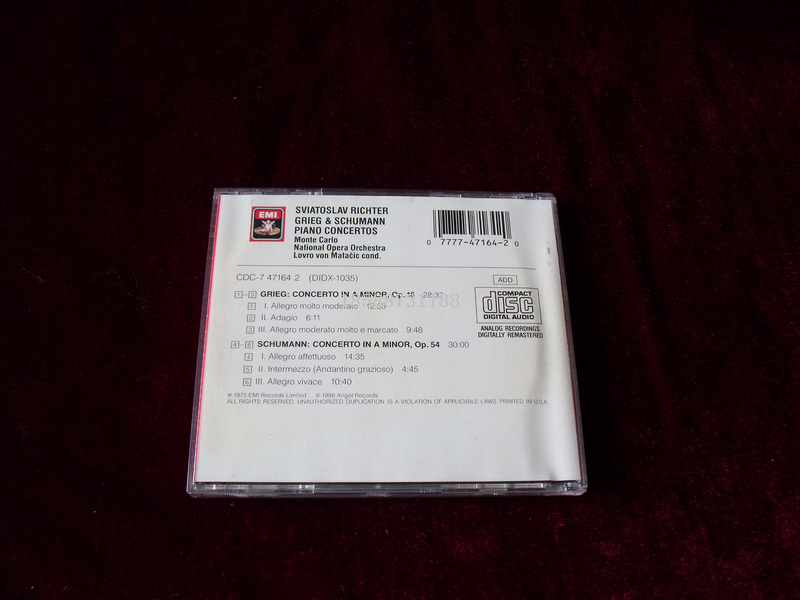 EMI
SVIATOSLAV RICHTER
GRIEG & SCHUMANN
PIANO CONCERTOS
Monte Carlo
National Opera Orchestra
Lovro von Matačic cond.
0 7777-47164-2 0
CDC-7 47164 2 (DIDX-1035)
ADD
1-3 GRIEG: CONCERTO IN A MINOR, Op. 16 28:32
1 I. Allegro molto moderato 12:33
2 II. Adagio 6:11
3 III. Allegro moderato molto e marcato 9:48
COMPACT
disc
DIGITAL AUDIO
ANALOG RECORDINGS
DIGITALLY REMASTERED
4-6 SCHUMANN: CONCERTO IN A MINOR, Op. 54 30:00
4 I. Allegro affettuoso 14:35
5 II. Intermezzo (Andantino grazioso) 4:45
6 III. Allegro vivace 10:40
℗ 1975 EMI Records Limited. © 1986 Angel Records
ALL RIGHTS RESERVED. UNAUTHORIZED DUPLICATION IS A VIOLATION OF APPLICABLE LAWS. PRINTED IN U.S.A.